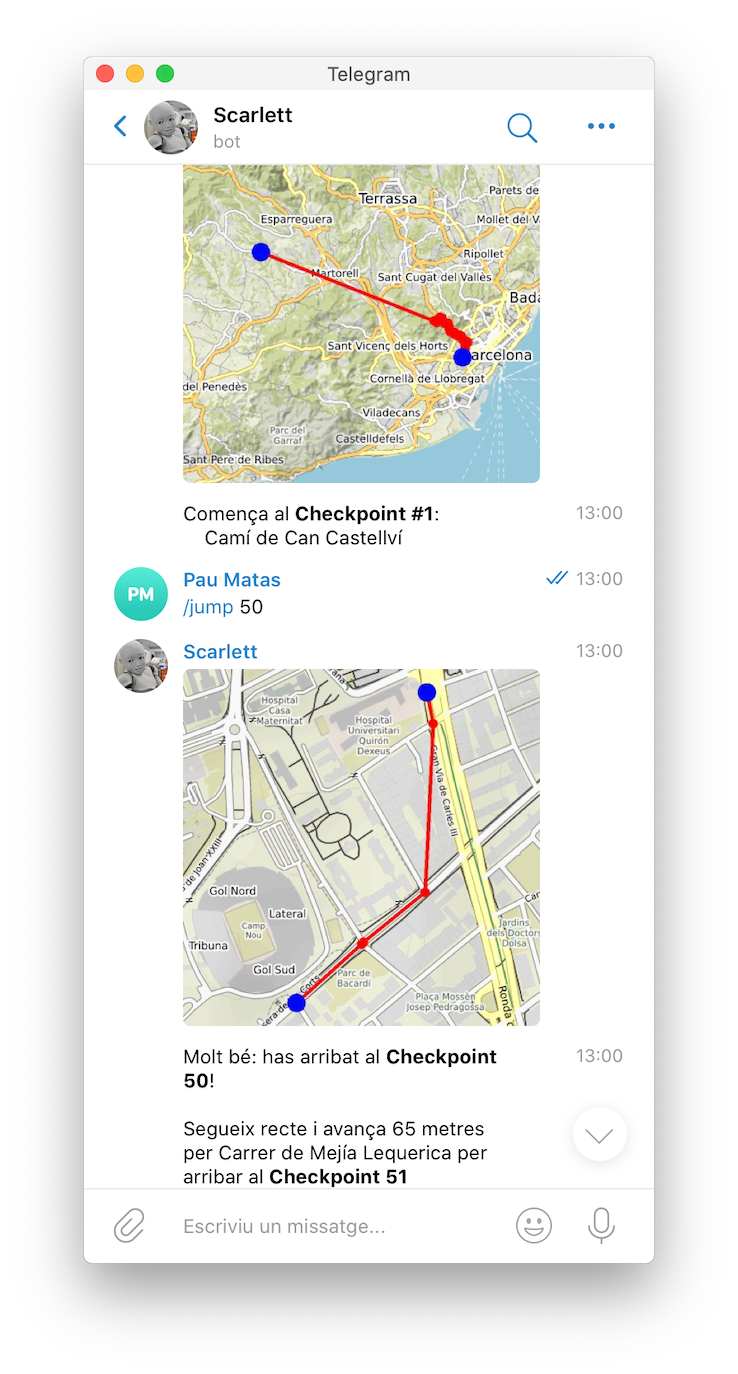 Telegram
Scarlett
bot
Terrassa
Parets de
Esparreguera
Mollet del V
Ripollet
Martorell
Sant Cugat del Vallès
Bada
Sant Vicenç dels Horts
arcelona
Cornellà de Llobregat
del Penedès
Viladecans
Parc del
Garraf
Castelldefels
Sant Pere de Ribes
Comença al Checkpoint #1:
13:00
Camí de Can Castellví
PM
Pau Matas
13:00
/jump 50
Scarlett
13:00
Hospital
Casa
Maternitat
Hospital
Universitari
Quirón
Dexeus
Gran Via de Carles III
de Joan XXIII
Gol Nord
Lateral
Camp
Nou
Tribuna
Gol Sud
Jardins
dels Doctors
Dolsa
Parc de
Bacardí
Plaça Mossèn
Josep Pedragossa
Ronda
Molt bé: has arribat al Checkpoint
13:00
50!
Segueix recte i avança 65 metres
per Carrer de Mejía Lequerica per
arribar al Checkpoint 51
Escriviu un missatge...